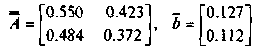 A̿ = [0.550 0.423
0.484 0.372], b̄ = [0.127
0.112]